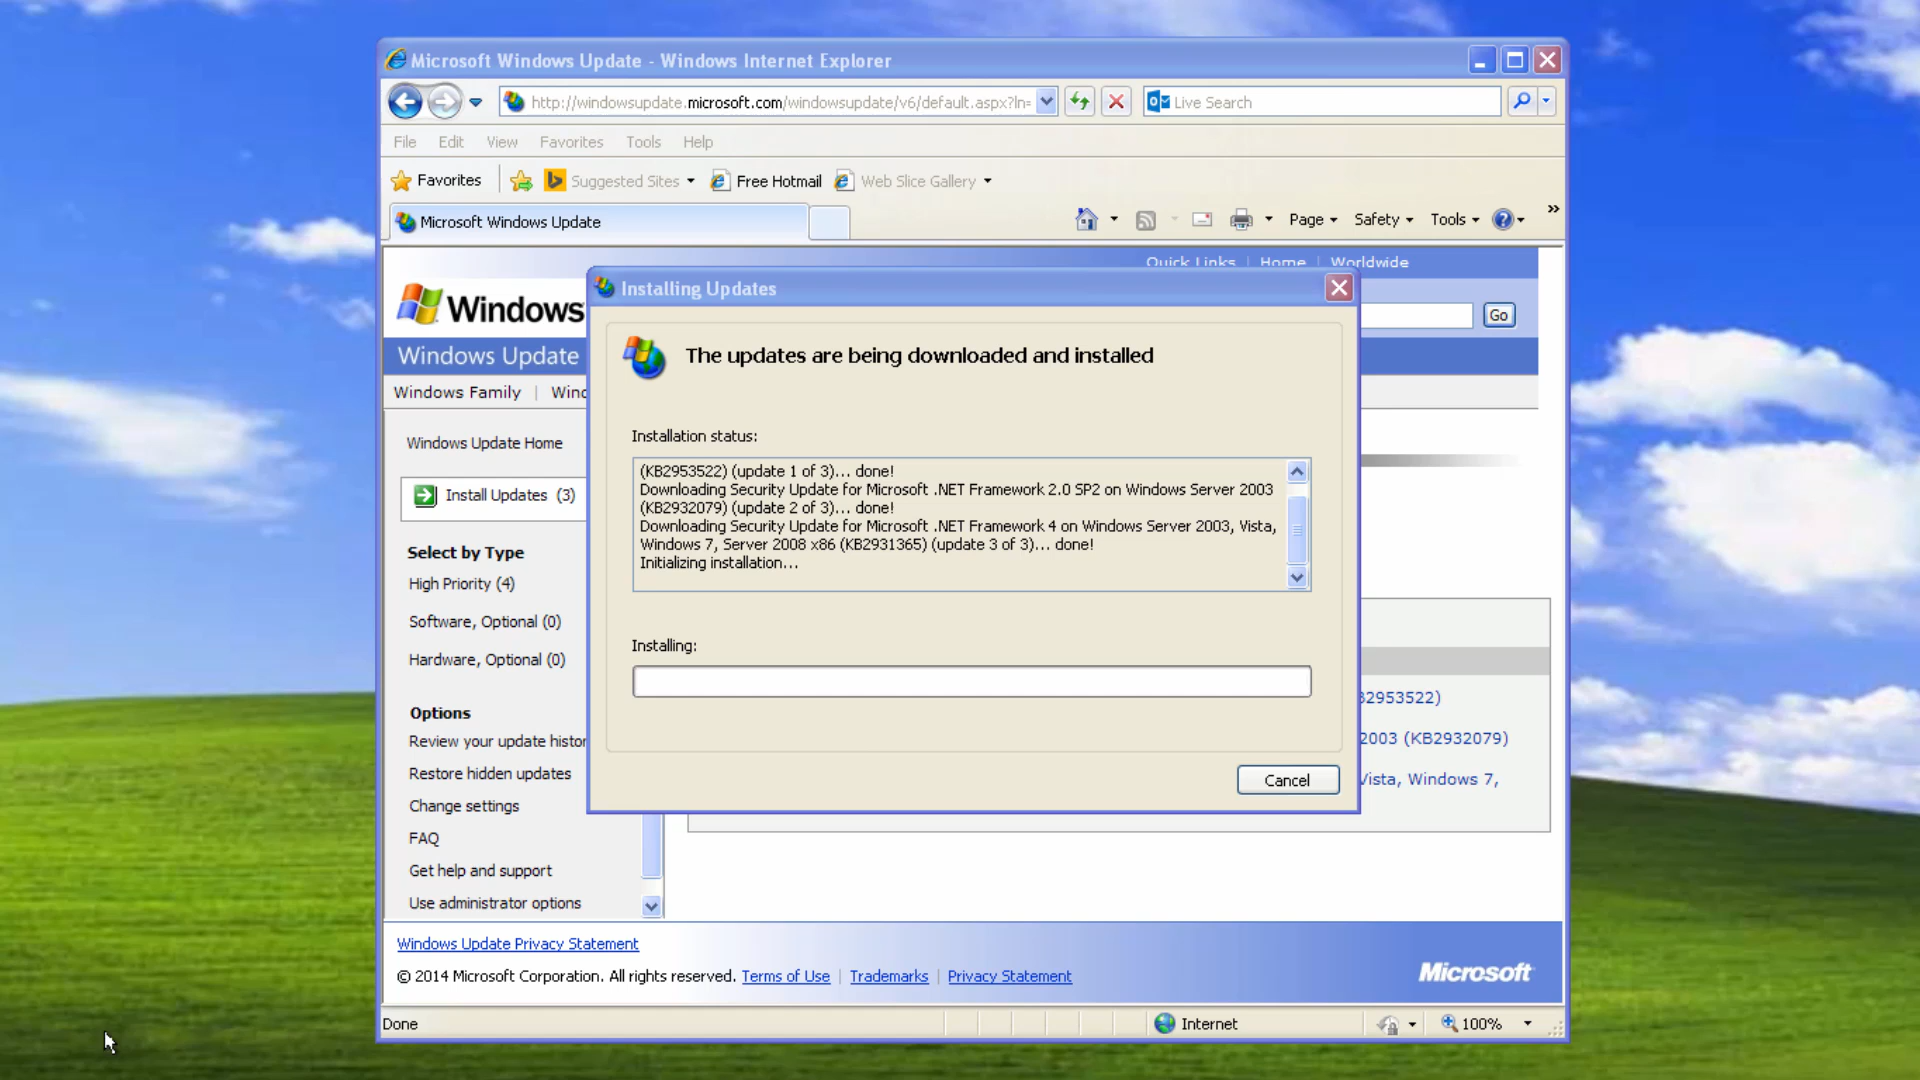 Microsoft Windows Update - Windows Internet Explorer
http://windowsupdate.microsoft.com/windowsupdate/v6/default.aspx?ln=
Live Search
File Edit View Favorites Tools Help
Favorites Suggested Sites Free Hotmail Web Slice Gallery
Microsoft Windows Update
Page Safety Tools
Quick Links | Home | Worldwide
Windows
Go
Windows Update
Windows Family |
Windows Update Home
Install Updates (3)
Select by Type
High Priority (4)
Software, Optional (0)
Hardware, Optional (0)
Options
Review your update histor
Restore hidden updates
Change settings
FAQ
Get help and support
Use administrator options
Installing Updates
The updates are being downloaded and installed
Installation status:
(KB2953522) (update 1 of 3)... done!
Downloading Security Update for Microsoft .NET Framework 2.0 SP2 on Windows Server 2003
(KB2932079) (update 2 of 3)... done!
Downloading Security Update for Microsoft .NET Framework 4 on Windows Server 2003, Vista,
Windows 7, Server 2008 x86 (KB2931365) (update 3 of 3)... done!
Initializing installation...
Installing:
Cancel
2953522)
2003 (KB2932079)
Vista, Windows 7,
Windows Update Privacy Statement
© 2014 Microsoft Corporation. All rights reserved. Terms of Use | Trademarks | Privacy Statement
Microsoft
Done
Internet
100%